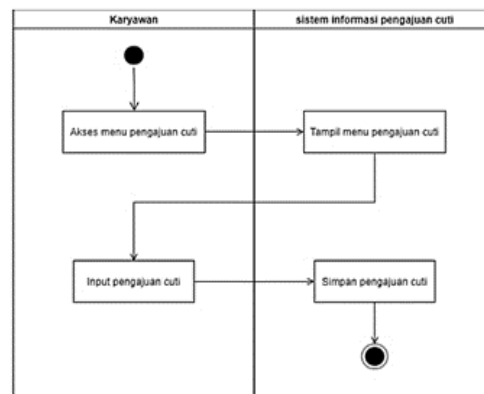 Karyawan
sistem informasi pengajuan cuti
Akses menu pengajuan cuti
Tampil menu pengajuan cuti
Input pengajuan cuti
Simpan pengajuan cuti